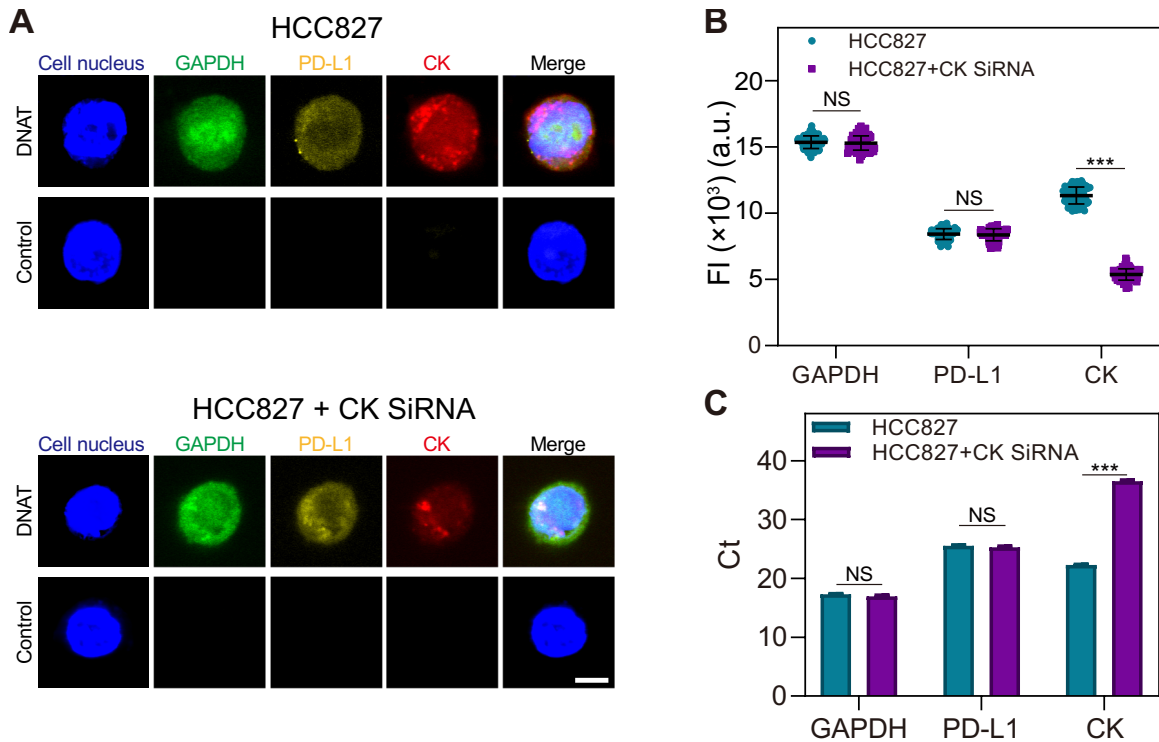 A
HCC827
Cell nucleus GAPDH PD-L1 CK Merge
DNAT
Control
HCC827 + CK SiRNA
Cell nucleus GAPDH PD-L1 CK Merge
DNAT
Control
B
HCC827
HCC827+CK SiRNA
FI (×10³) (a.u.)
20
15
10
5
0
NS
NS
***
GAPDH PD-L1 CK
C
HCC827
HCC827+CK SiRNA
Ct
40
30
20
10
0
NS
NS
***
GAPDH PD-L1 CK